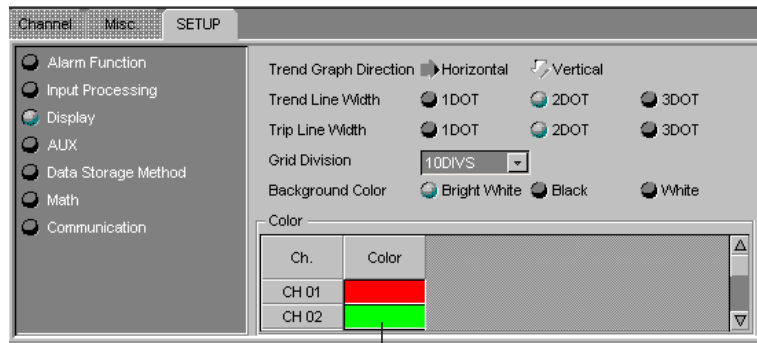 Channel Misc SETUP
Alarm Function
Input Processing
Display
AUX
Data Storage Method
Math
Communication
Trend Graph Direction Horizontal Vertical
Trend Line Width 1DOT 2DOT 3DOT
Trip Line Width 1DOT 2DOT 3DOT
Grid Division 10DIVS
Background Color Bright White Black White
Color
Ch. Color
CH 01
CH 02